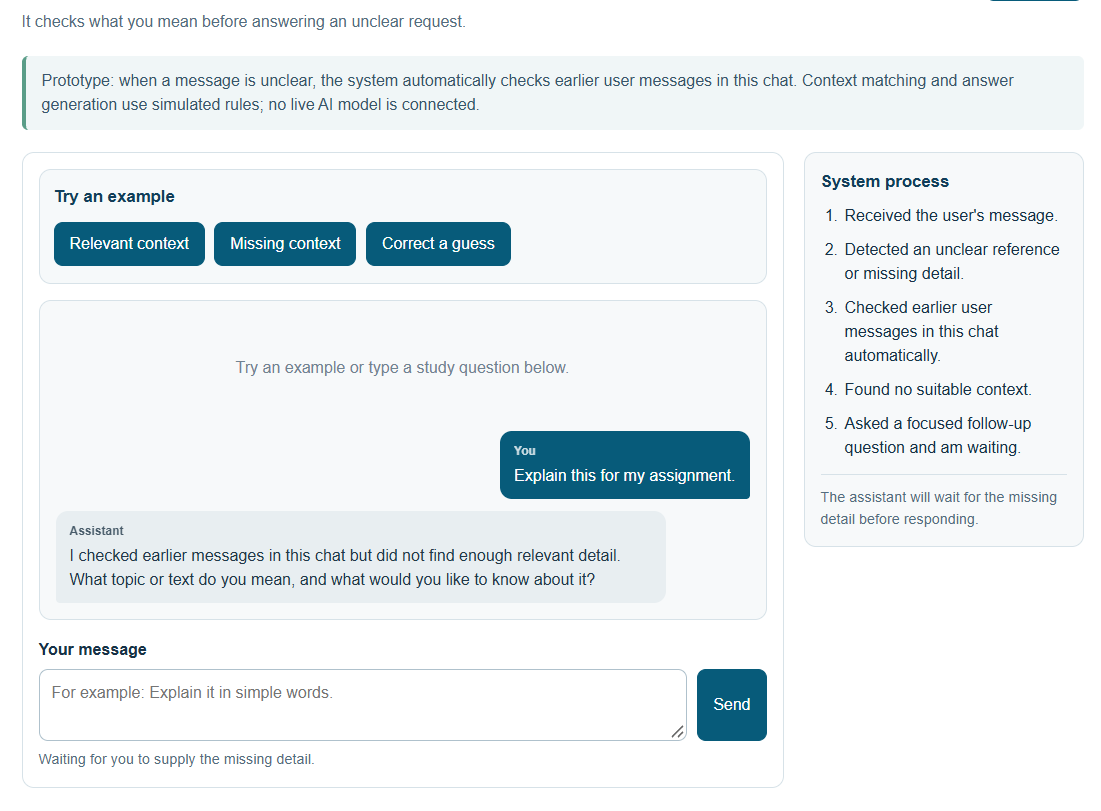 It checks what you mean before answering an unclear request.
Prototype: when a message is unclear, the system automatically checks earlier user messages in this chat. Context matching and answer
generation use simulated rules; no live AI model is connected.
Try an example
Relevant context
Missing context
Correct a guess
Try an example or type a study question below.
You
Explain this for my assignment.
Assistant
I checked earlier messages in this chat but did not find enough relevant detail.
What topic or text do you mean, and what would you like to know about it?
Your message
For example: Explain it in simple words.
Send
Waiting for you to supply the missing detail.
System process
1. Received the user's message.
2. Detected an unclear reference
or missing detail.
3. Checked earlier user
messages in this chat
automatically.
4. Found no suitable context.
5. Asked a focused follow-up
question and am waiting.
The assistant will wait for the missing
detail before responding.